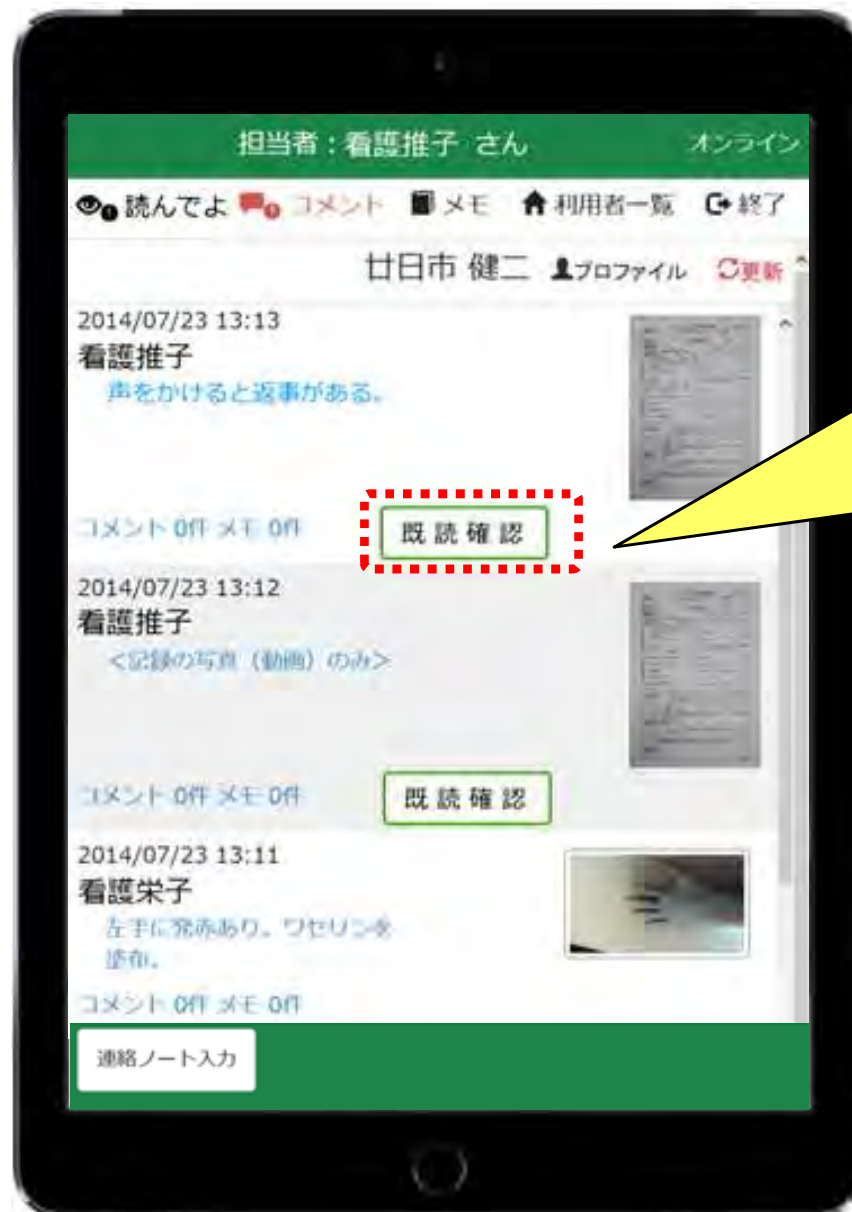 担当者：看護推子 さん オンライン
読んでよ コメント メモ 利用者一覧 終了
廿日市 健二 プロファイル 更新
2014/07/23 13:13
看護推子
声をかけると返事がある。
コメント 0件 メモ 0件 既読確認
2014/07/23 13:12
看護推子
<記録の写真（動画）のみ>
コメント 0件 メモ 0件 既読確認
2014/07/23 13:11
看護栄子
左手に発赤あり。ワセリンを
塗布。
コメント 0件 メモ 0件
連絡ノート入力